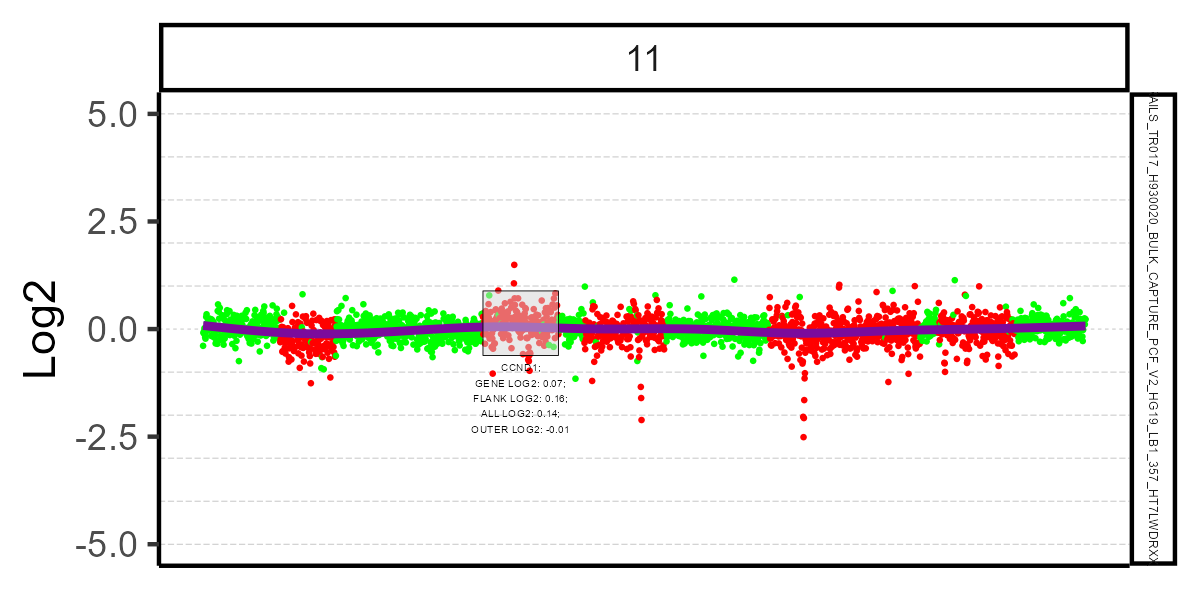 11
5.0
2.5
0.0
-2.5
-5.0
Log2
CCND1;
GENE LOG2: 0.07;
FLANK LOG2: 0.16;
ALL LOG2: 0.14;
OUTER LOG2: -0.01
AILS_TR017_H930020_BULK_CAPTURE_PCF_V2_HG19_LB1_357_HT7LWDRXX